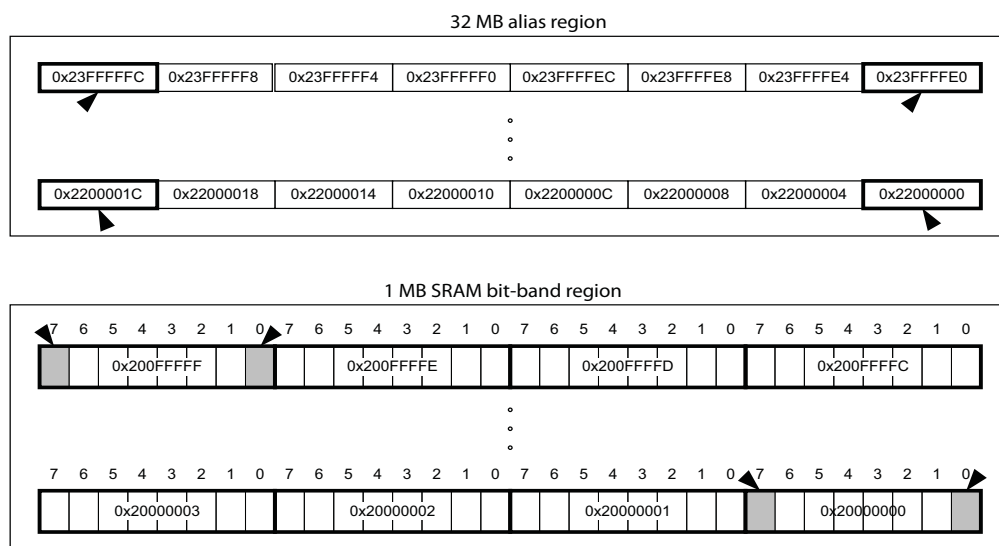 32 MB alias region
0x23FFFFFC 0x23FFFFF8 0x23FFFFF4 0x23FFFFF0 0x23FFFFEC 0x23FFFFE8 0x23FFFFE4 0x23FFFFE0
0x2200001C 0x22000018 0x22000014 0x22000010 0x2200000C 0x22000008 0x22000004 0x22000000
1 MB SRAM bit-band region
7 6 5 4 3 2 1 0 7 6 5 4 3 2 1 0 7 6 5 4 3 2 1 0 7 6 5 4 3 2 1 0
0x200FFFFF 0x200FFFFE 0x200FFFFD 0x200FFFFC
7 6 5 4 3 2 1 0 7 6 5 4 3 2 1 0 7 6 5 4 3 2 1 0 7 6 5 4 3 2 1 0
0x20000003 0x20000002 0x20000001 0x20000000